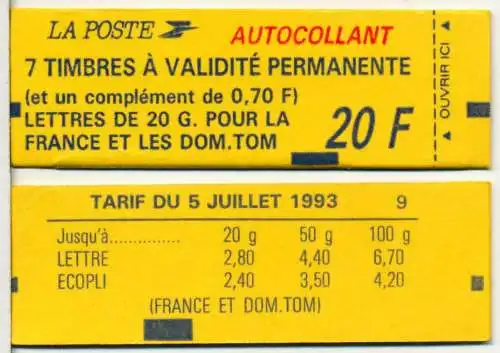 LA POSTE AUTOCOLLANT
7 TIMBRES À VALIDITÉ PERMANENTE
(et un complément de 0,70 F)
LETTRES DE 20 G. POUR LA
FRANCE ET LES DOM.TOM
20 F
OUVRIR ICI
TARIF DU 5 JUILLET 1993 9
Jusqu'à............... 20 g 50 g 100 g
LETTRE 2,80 4,40 6,70
ECOPLI 2,40 3,50 4,20
(FRANCE ET DOM.TOM)